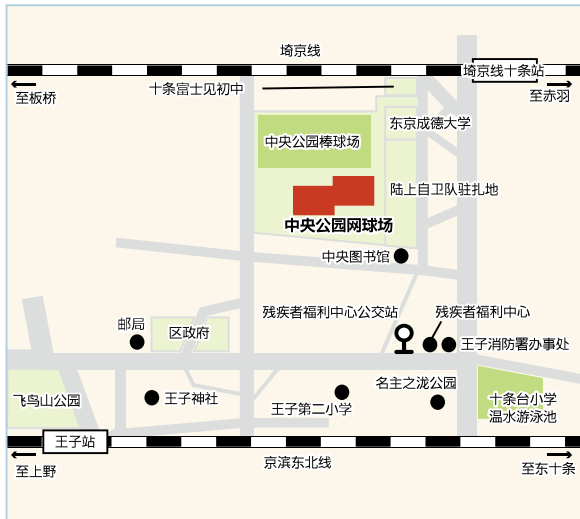 埼京线
埼京线十条站
至板桥
十条富士见初中
至赤羽
东京成德大学
中央公园棒球场
陆上自卫队驻扎地
中央公园网球场
中央图书馆
残疾者福利中心公交站
残疾者福利中心
邮局
区政府
王子消防署办事处
名主之泷公园
飞鸟山公园
王子神社
王子第二小学
十条台小学
温水游泳池
王子站
至上野
京滨东北线
至东十条